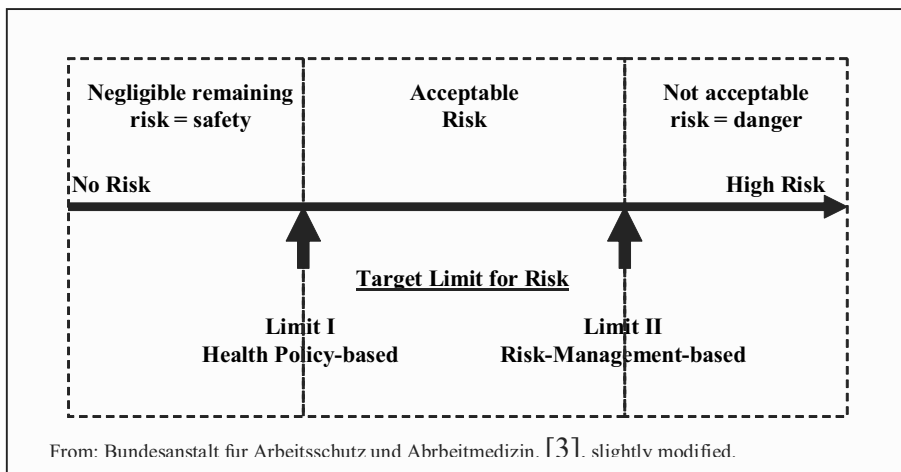 Negligible remaining
risk = safety
Acceptable
Risk
Not acceptable
risk = danger
No Risk
High Risk
Target Limit for Risk
Limit I
Health Policy-based
Limit II
Risk-Management-based
From: Bundesanstalt fur Arbeitsschutz und Abrbeitmedizin. [3]. slightly modified.